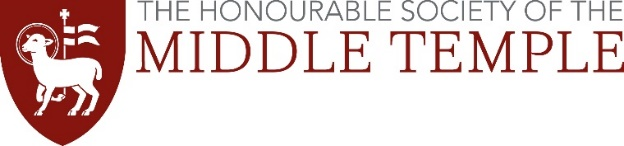 THE HONOURABLE SOCIETY OF THE
MIDDLE TEMPLE